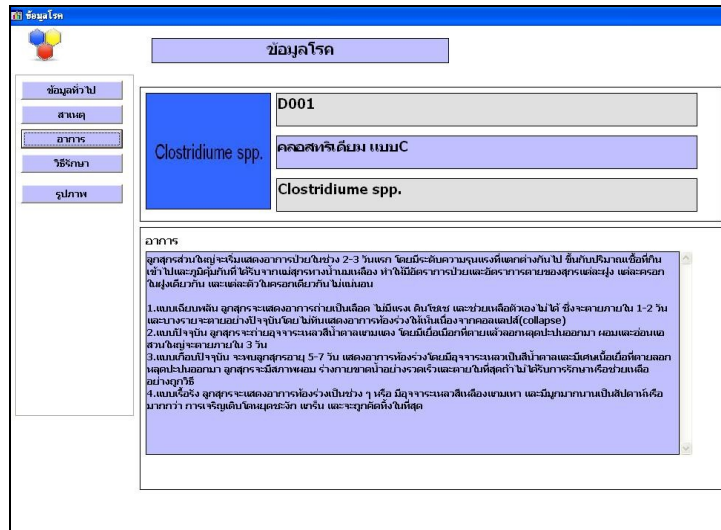 ข้อมูลโรค
ข้อมูลโรค
ข้อมูลทั่วไป
สาเหตุ
อาการ
วิธีรักษา
รูปภาพ
Clostridiume spp.
D001
คลอสทริเดียม แบบC
Clostridiume spp.
อาการ
ลูกสุกรส่วนใหญ่จะเริ่มแสดงอาการป่วยในช่วง 2-3 วันแรก โดยมีระดับความรุนแรงที่แตกต่างกันไป ขึ้นกับปริมาณเชื้อที่กิน
เข้าไปและภูมิคุ้มกันที่ได้รับจากแม่สุกรทางน้ำนมเหลือง ทำให้มีอัตราการป่วยและอัตราการตายของสุกรแต่ละฝูง แต่ละครอก
ในฝูงเดียวกัน และแต่ละตัวในครอกเดียวกันไม่แน่นอน
1.แบบเฉียบพลัน ลูกสุกรจะแสดงอาการถ่ายเป็นเลือด ไม่มีแรง เดินโซเซ และช่วยเหลือตัวเองไม่ได้ ซึ่งจะตายภายใน 1-2 วัน
และบางรายจะตายอย่างปัจจุบันโดยไม่ทันแสดงอาการท้องร่วงให้เห็นเนื่องจากคอลแลปส์(collapse)
2.แบบปัจจุบัน ลูกสุกรจะถ่ายอุจจาระเหลวสีน้ำตาลแกมแดง โดยมีเยื่อเมือกที่ตายแล้วลอกหลุดปะปนออกมา ผอมและอ่อนแอ
ส่วนใหญ่จะตายภายใน 3 วัน
3.แบบเกือบปัจจุบัน จะพบลูกสุกรอายุ 5-7 วัน แสดงอาการท้องร่วงโดยมีอุจจาระเหลวเป็นสีน้ำตาลและมีเศษเนื้อเยื่อที่ตายลอก
หลุดปะปนออกมา ลูกสุกรจะมีสภาพผอม ร่างกายขาดน้ำอย่างรวดเร็วและตายในที่สุดถ้าไม่ได้รับการรักษาหรือช่วยเหลือ
อย่างถูกวิธี
4.แบบเรื้อรัง ลูกสุกรจะแสดงอาการท้องร่วงเป็นช่วง ๆ หรือ มีอุจจาระเหลวสีเหลืองแกมเทา และมีมูกมานานเป็นสัปดาห์หรือ
มากกว่า การเจริญเติบโตหยุดชะงัก แกร็น และจะถูกคัดทิ้งในที่สุด